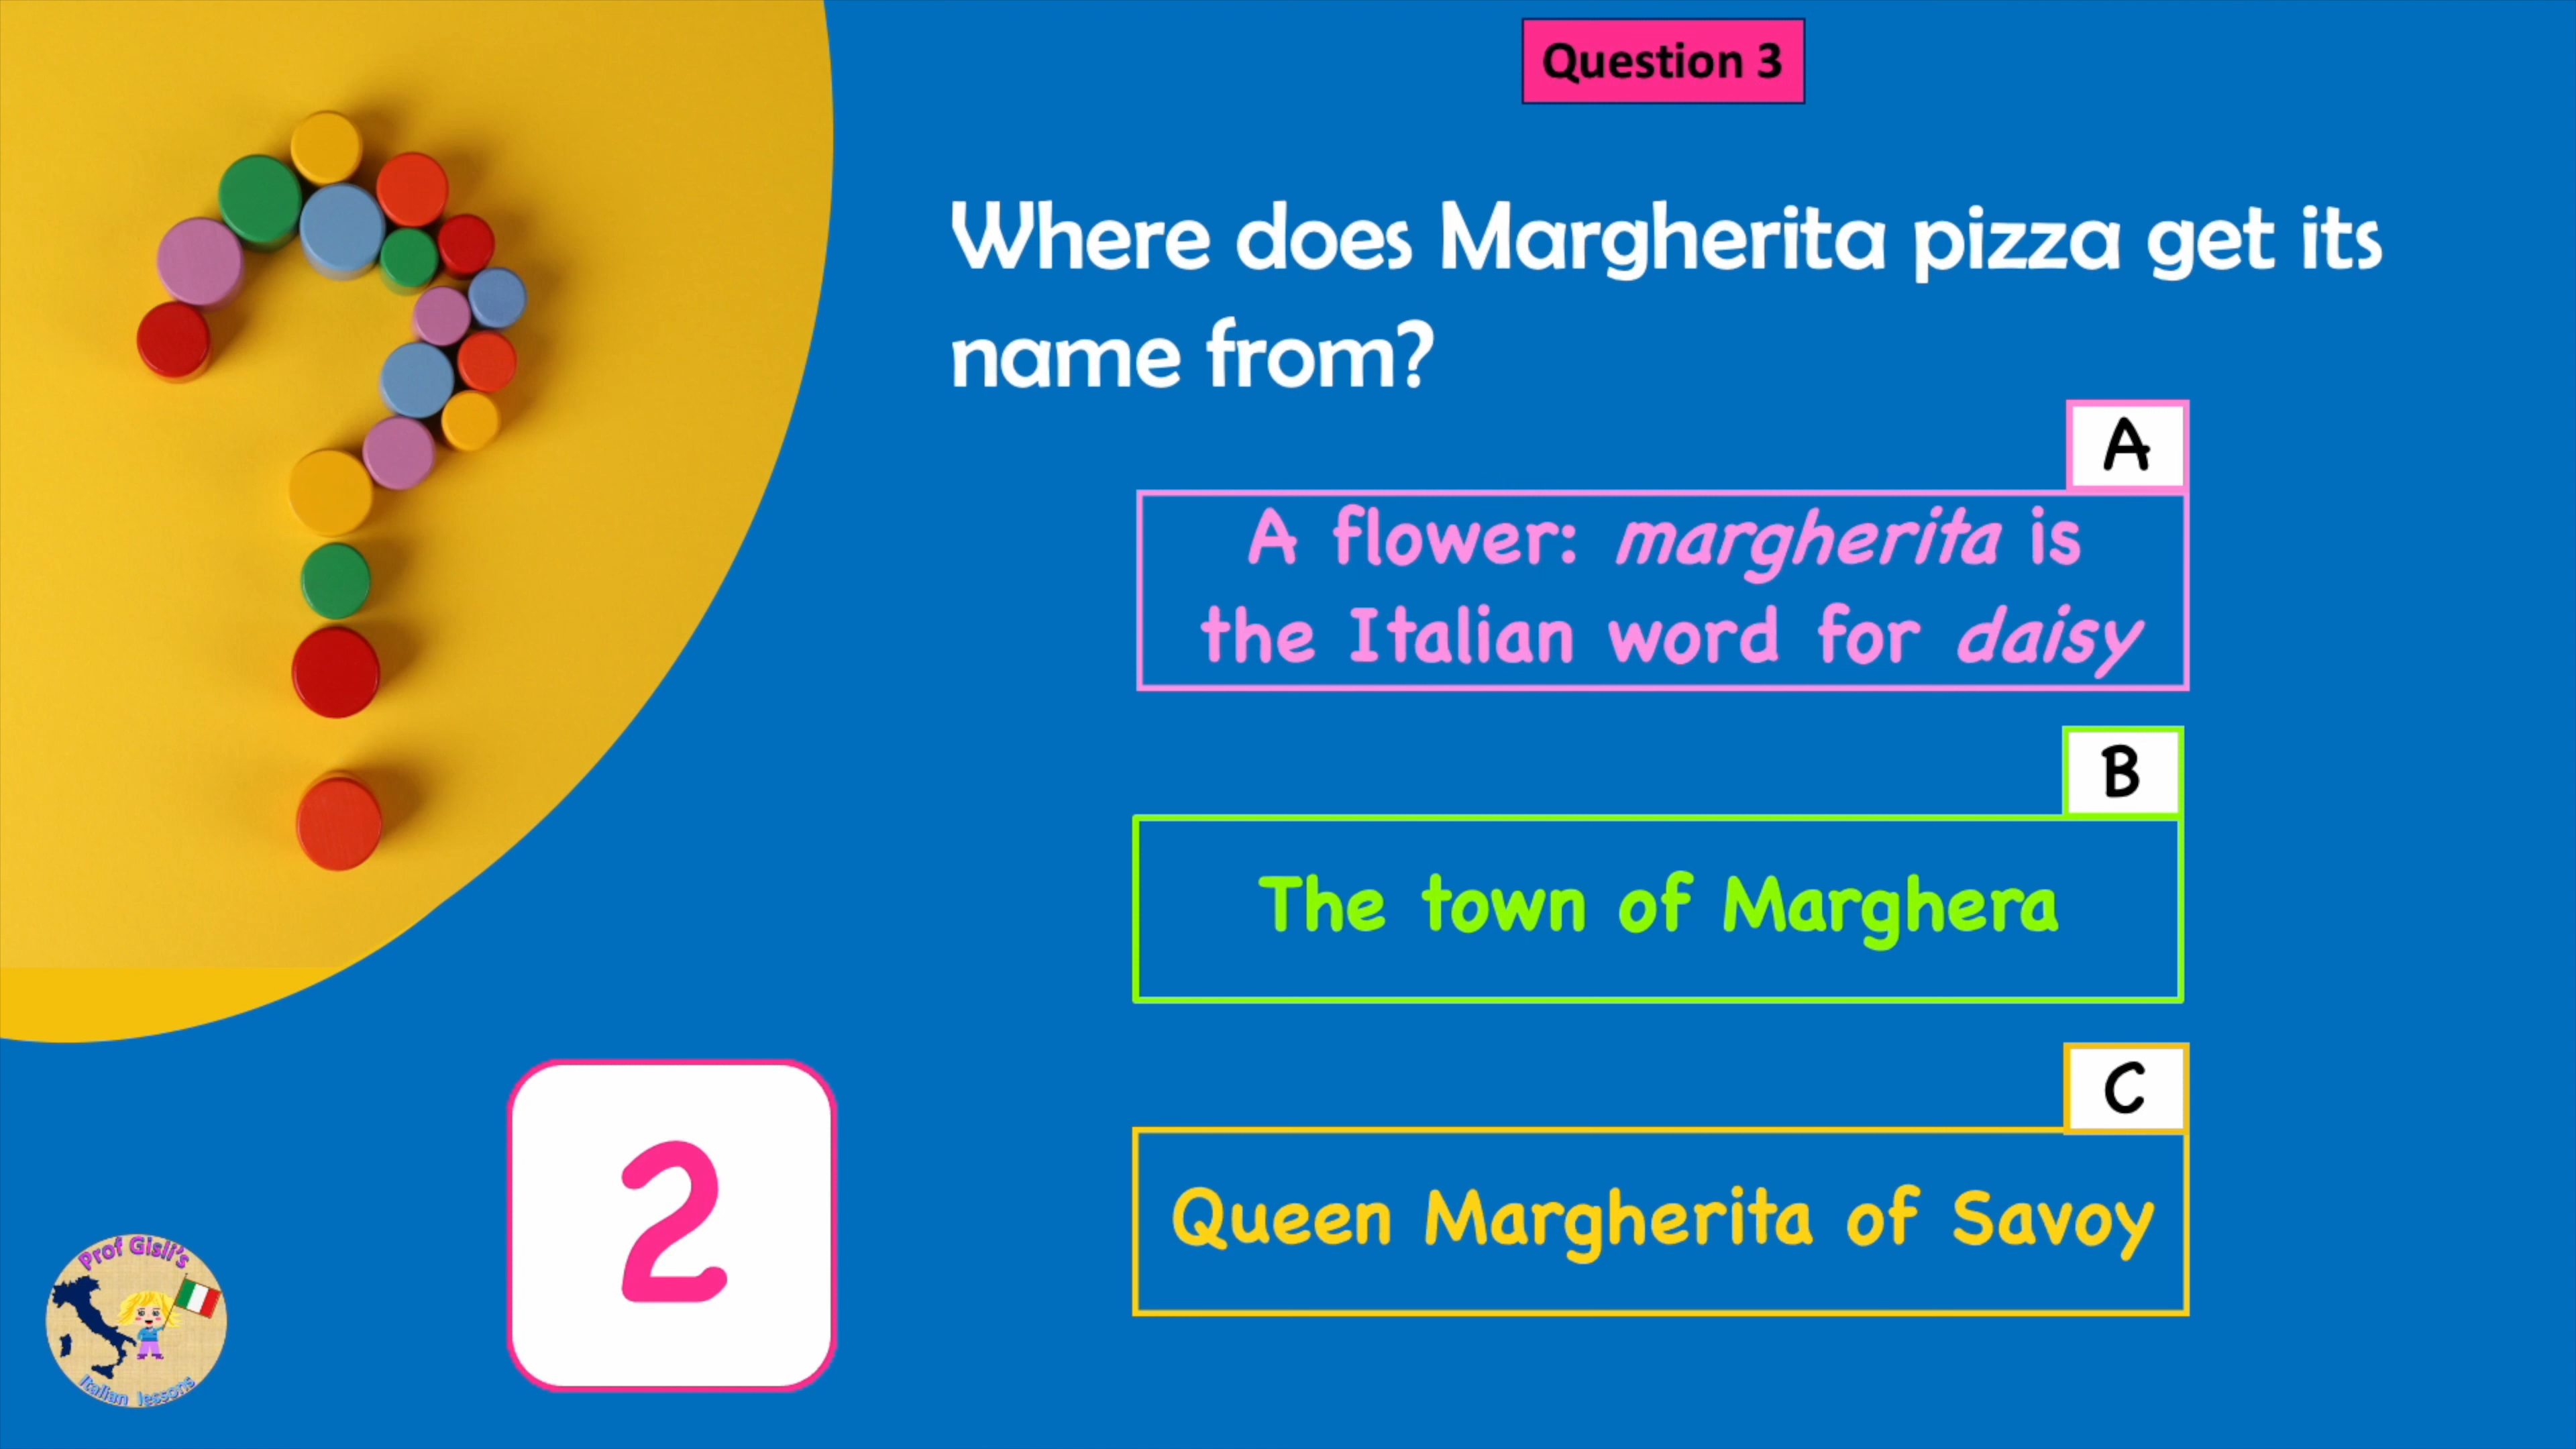 Question 3
Where does Margherita pizza get its
name from?
A
A flower: margherita is
the Italian word for daisy
B
The town of Marghera
C
Queen Margherita of Savoy
2
Prof Gisli's
Italian lessons